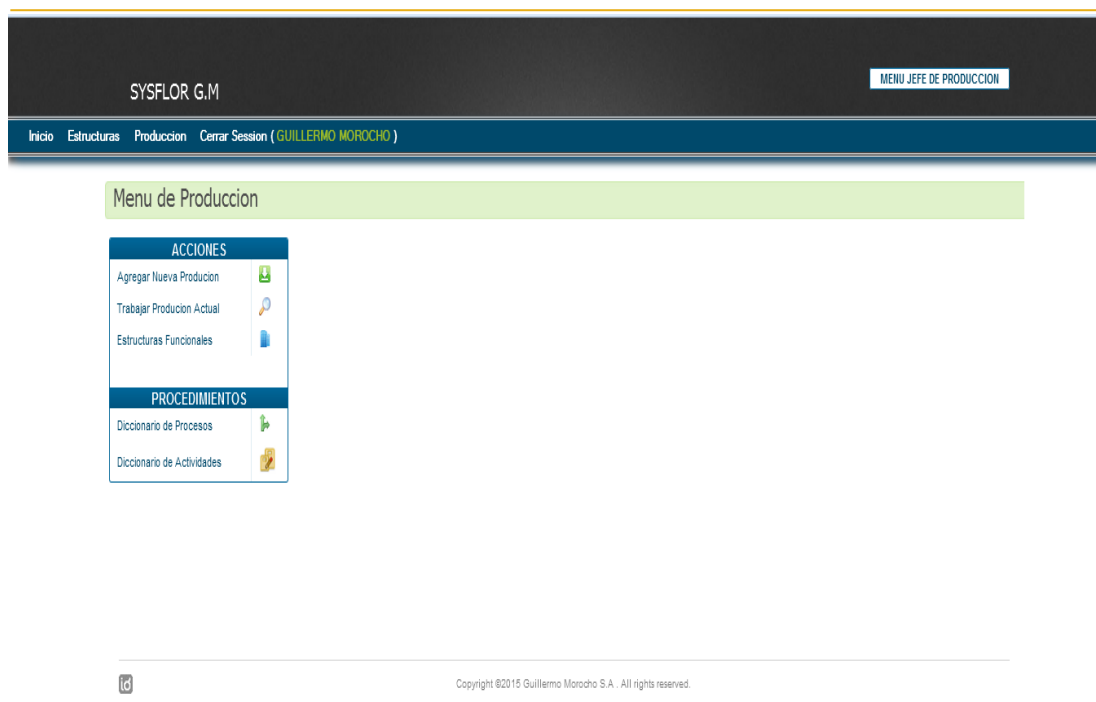 SYSFLOR G.M
MENU JEFE DE PRODUCCION
Inicio Estructuras Produccion Cerrar Session ( GUILLERMO MOROCHO )
Menu de Produccion
ACCIONES
Agregar Nueva Producion
Trabajar Producion Actual
Estructuras Funcionales
PROCEDIMIENTOS
Diccionario de Procesos
Diccionario de Actividades
ld
Copyright ©2015 Guillermo Morocho S.A . All rights reserved.